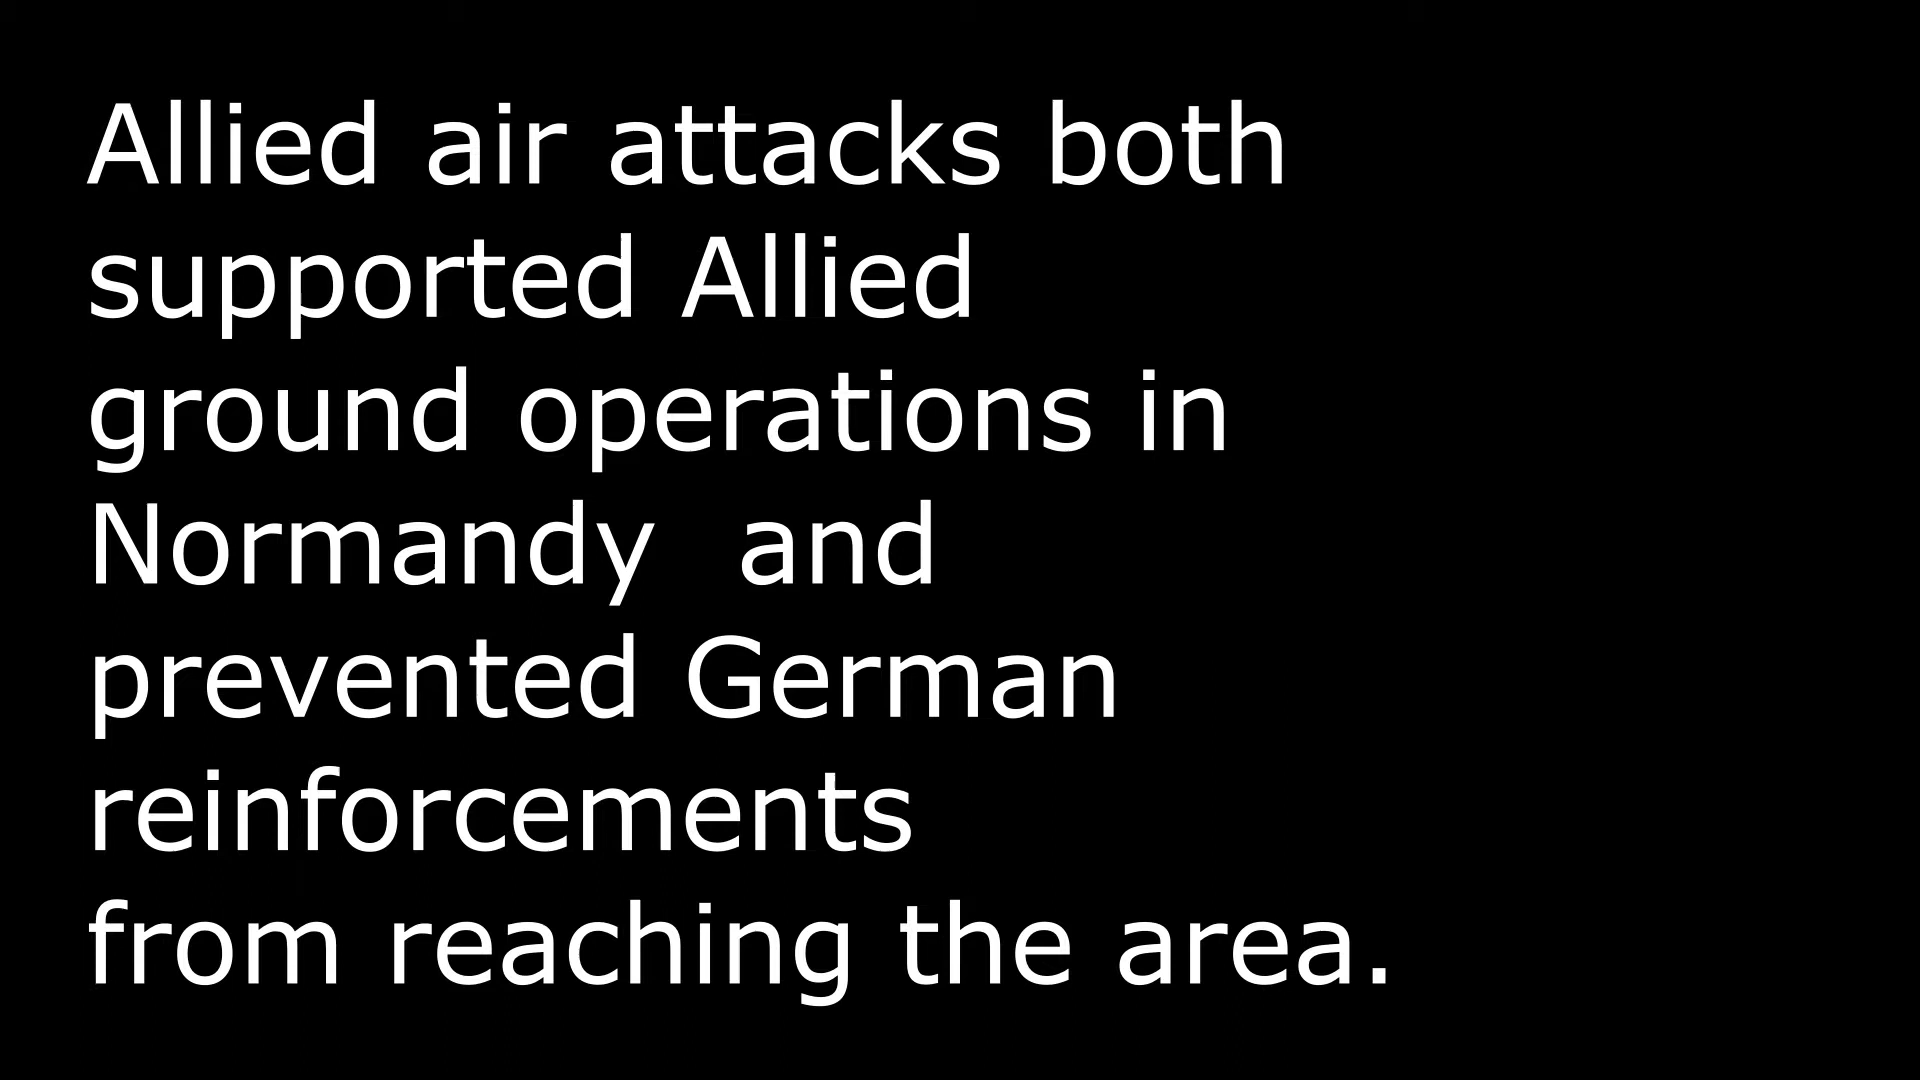 Allied air attacks both
supported Allied
ground operations in
Normandy  and
prevented German
reinforcements
from reaching the area.